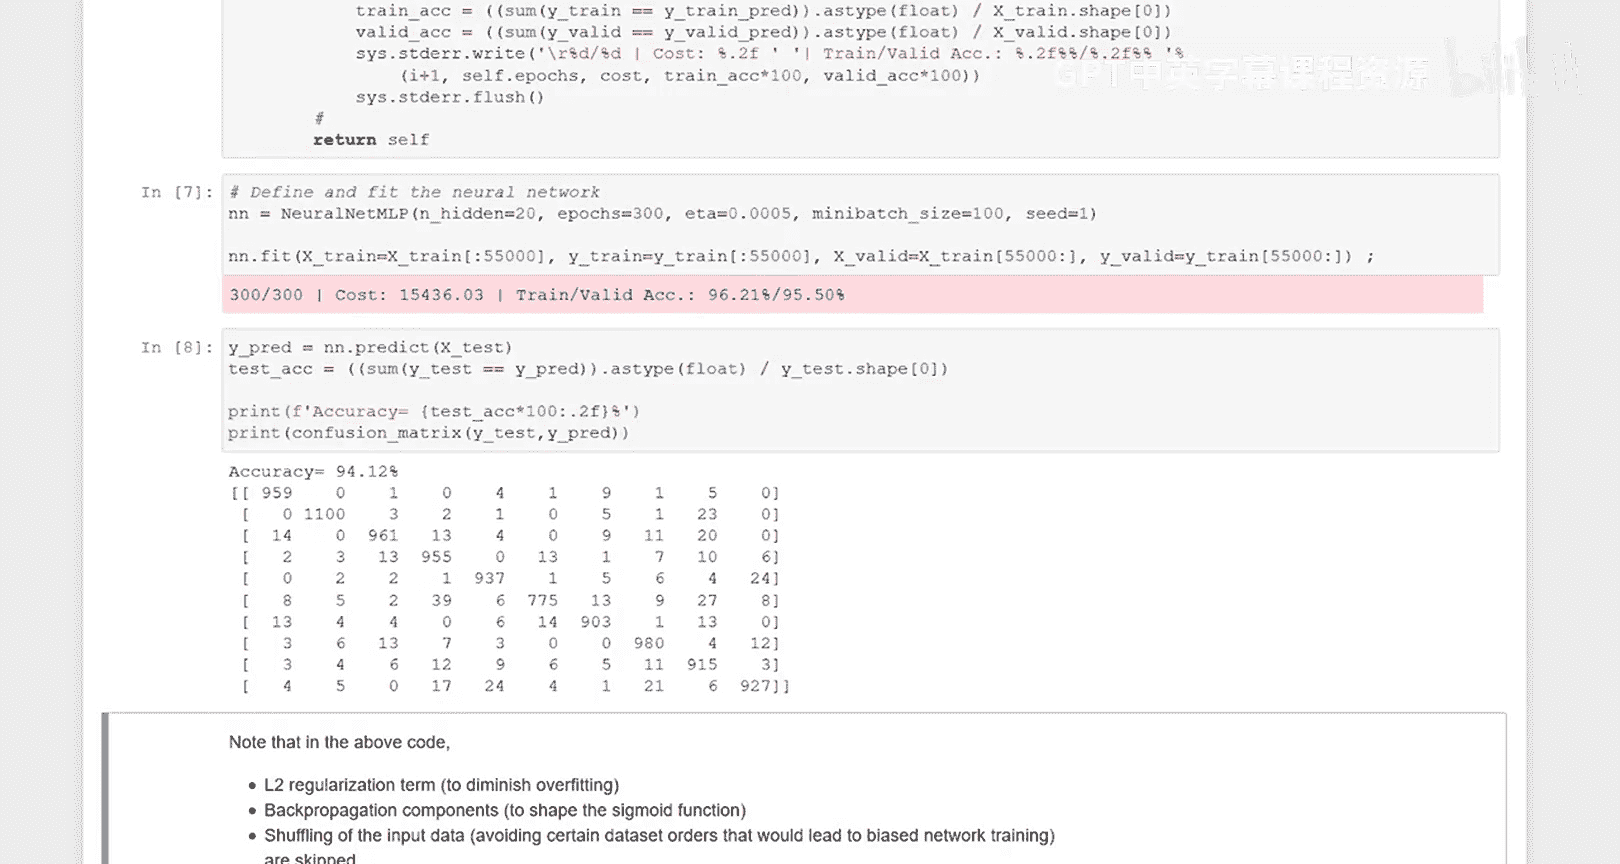 train_acc = ((sum(y_train == y_train_pred)).astype(float) / X_train.shape[0])
valid_acc = ((sum(y_valid == y_valid_pred)).astype(float) / X_valid.shape[0])
sys.stderr.write('\r%d/%d | Cost: %.2f ' '| Train/Valid Acc.: %.2f%%/%.2f%% '%
(i+1, self.epochs, cost, train_acc*100, valid_acc*100))
GPT中英字幕课程资源
sys.stderr.flush()
#
return self
In [7]: # Define and fit the neural network
nn = NeuralNetMLP(n_hidden=20, epochs=300, eta=0.0005, minibatch_size=100, seed=1)
nn.fit(X_train=X_train[:55000], y_train=y_train[:55000], X_valid=X_train[55000:], y_valid=y_train[55000:]) ;
300/300 | Cost: 15436.03 | Train/Valid Acc.: 96.21%/95.50%
In [8]: y_pred = nn.predict(X_test)
test_acc = ((sum(y_test == y_pred)).astype(float) / y_test.shape[0])
print(f'Accuracy= {test_acc*100:.2f}%')
print(confusion_matrix(y_test,y_pred))
Accuracy= 94.12%
[[ 959 0 1 0 4 1 9 1 5 0]
[ 0 1100 3 2 1 0 5 1 23 0]
[ 14 0 961 13 4 0 9 11 20 0]
[ 2 3 13 955 0 13 1 7 10 6]
[ 0 2 2 1 937 1 5 6 4 24]
[ 8 5 2 39 6 775 13 9 27 8]
[ 13 4 4 0 6 14 903 1 13 0]
[ 3 6 13 7 3 0 0 980 4 12]
[ 3 4 6 12 9 6 5 11 915 3]
[ 4 5 0 17 24 4 1 21 6 927]]
Note that in the above code,
• L2 regularization term (to diminish overfitting)
• Backpropagation components (to shape the sigmoid function)
• Shuffling of the input data (avoiding certain dataset orders that would lead to biased network training)
are skipped